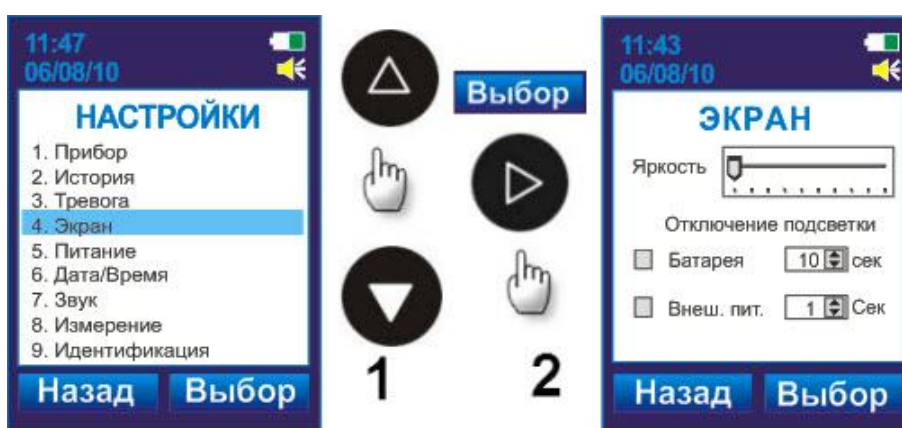 11:47
06/08/10
НАСТРОЙКИ
1. Прибор
2. История
3. Тревога
4. Экран
5. Питание
6. Дата/Время
7. Звук
8. Измерение
9. Идентификация
Назад Выбор
Выбор
1 2
11:43
06/08/10
ЭКРАН
Яркость
Отключение подсветки
Батарея 10 сек
Внеш. пит. 1 Сек
Назад Выбор